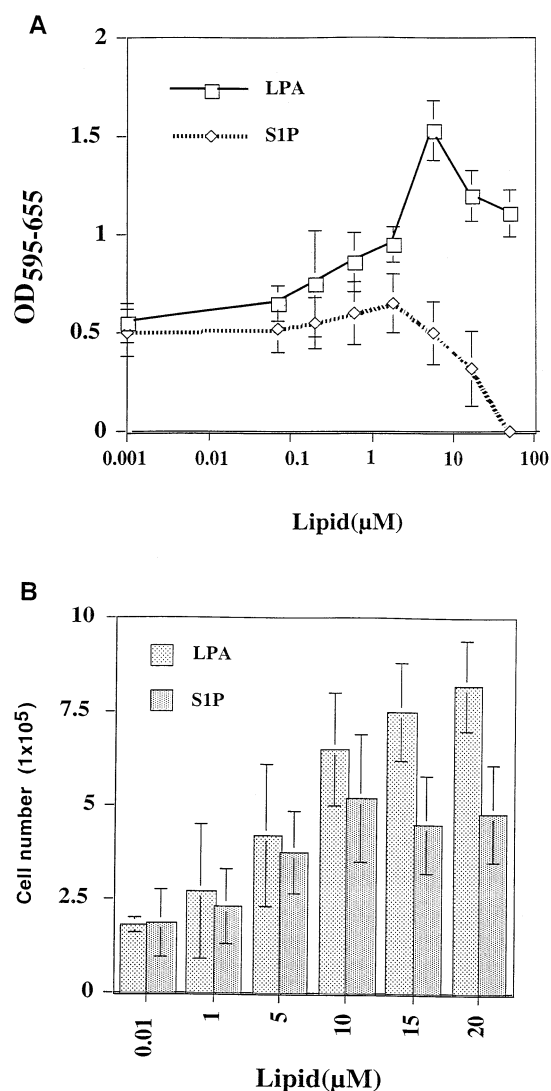 A
2
1.5
1
0.5
0
OD595-655
LPA
S1P
0.001 0.01 0.1 1 10 100
Lipid(µM)
B
10
7.5
5
2.5
0
Cell number (1x10⁵)
LPA
S1P
0.01 1 5 10 15 20
Lipid(µM)